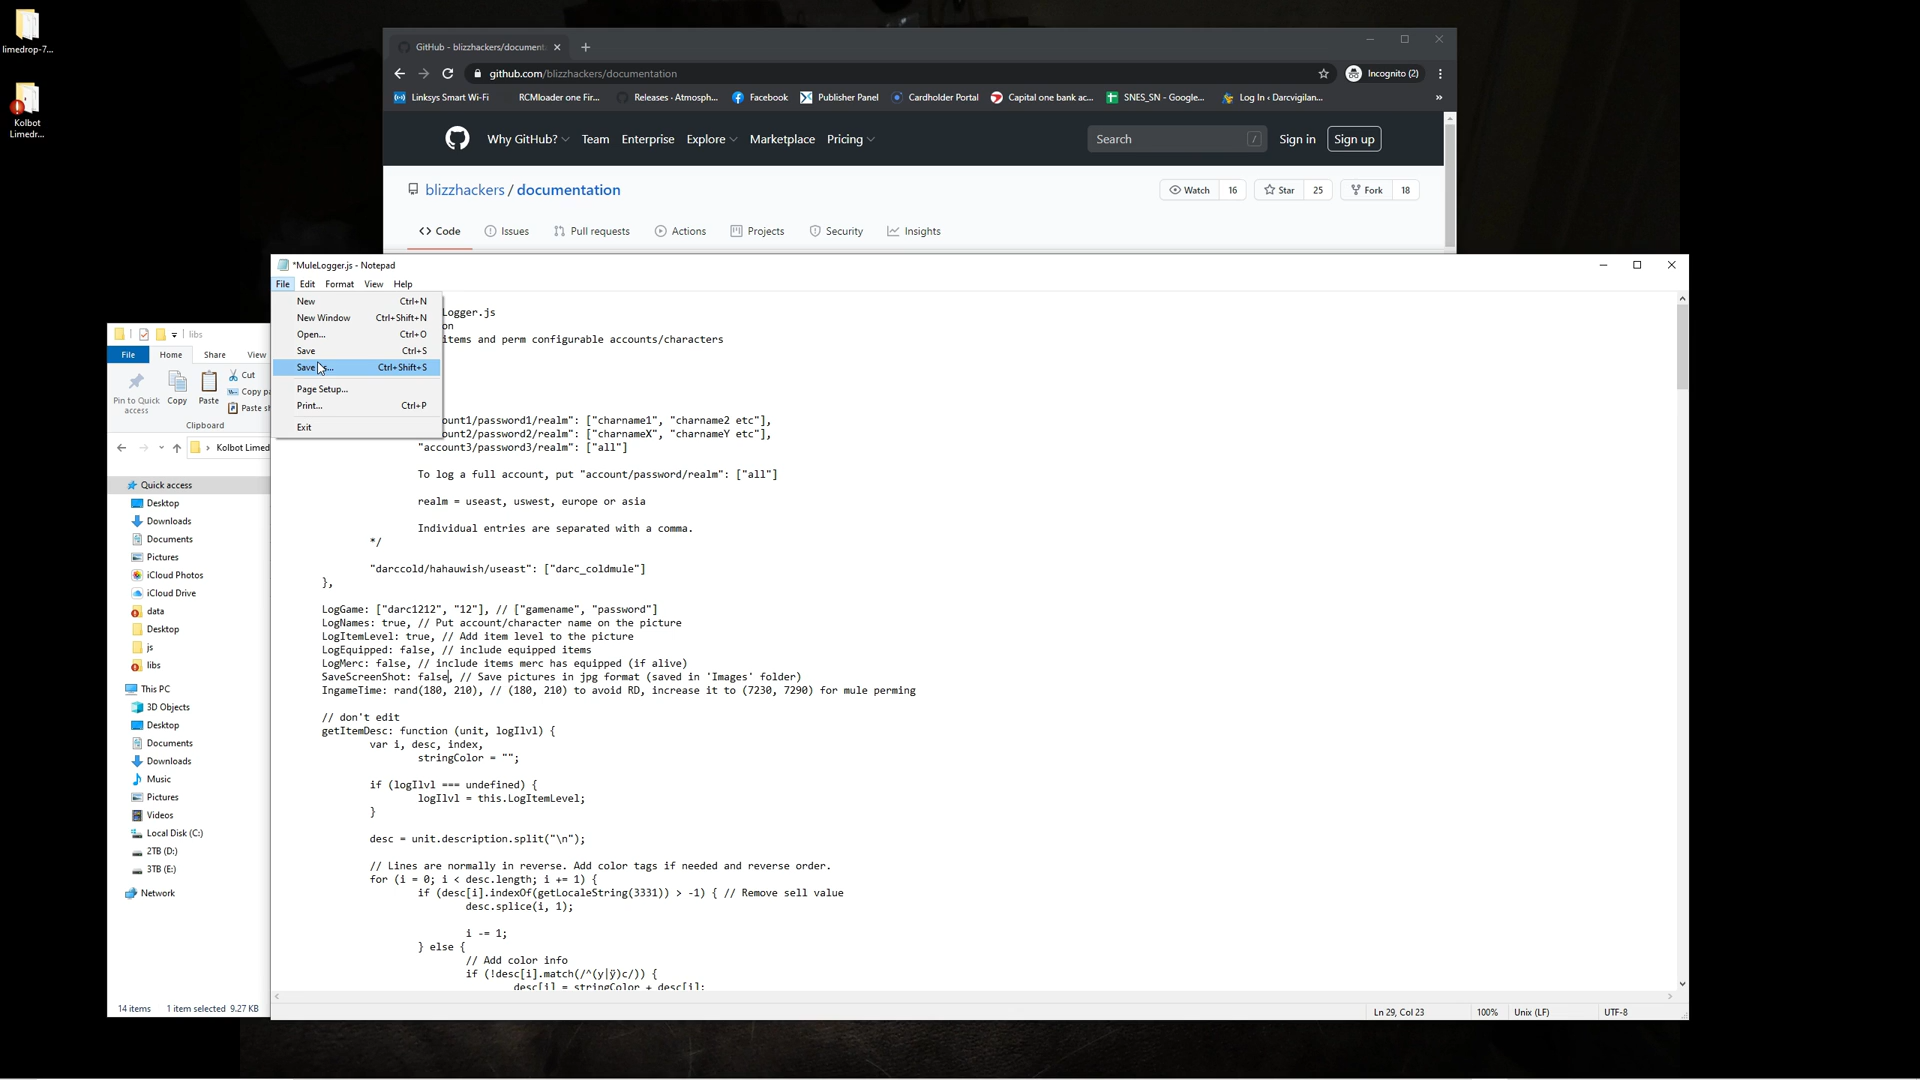 limedrop-7...
Kolbot
Limedr...
GitHub - blizzhackers/document
github.com/blizzhackers/documentation
Incognito (2)
Linksys Smart Wi-Fi
RCMloader one Fir...
Releases · Atmosph...
Facebook
Publisher Panel
Cardholder Portal
Capital one bank ac...
SNES_SN - Google...
Log In ‹ Darcvigilan...
»
Why GitHub?
Team
Enterprise
Explore
Marketplace
Pricing
Search
/
Sign in
Sign up
blizzhackers / documentation
Watch 16
Star 25
Fork 18
<> Code
Issues
Pull requests
Actions
Projects
Security
Insights
*MuleLogger.js - Notepad
File Edit Format View Help
New Ctrl+N
New Window Ctrl+Shift+N
Open... Ctrl+O
Save Ctrl+S
Save ...  Ctrl+Shift+S
Page Setup...
Print... Ctrl+P
Exit
Logger.js
on
items and perm configurable accounts/characters
ount1/password1/realm": ["charname1", "charname2 etc"],
ount2/password2/realm": ["charnameX", "charnameY etc"],
"account3/password3/realm": ["all"]
To log a full account, put "account/password/realm": ["all"]
realm = useast, uswest, europe or asia
Individual entries are separated with a comma.
*/
"darccold/hahauwish/useast": ["darc_coldmule"]
},
LogGame: ["darc1212", "12"], // ["gamename", "password"]
LogNames: true, // Put account/character name on the picture
LogItemLevel: true, // Add item level to the picture
LogEquipped: false, // include equipped items
LogMerc: false, // include items merc has equipped (if alive)
SaveScreenShot: false, // Save pictures in jpg format (saved in 'Images' folder)
IngameTime: rand(180, 210), // (180, 210) to avoid RD, increase it to (7230, 7290) for mule perming
// don't edit
getItemDesc: function (unit, logIlvl) {
var i, desc, index,
stringColor = "";
if (logIlvl === undefined) {
logIlvl = this.LogItemLevel;
}
desc = unit.description.split("\n");
// Lines are normally in reverse. Add color tags if needed and reverse order.
for (i = 0; i < desc.length; i += 1) {
if (desc[i].indexOf(getLocaleString(3331)) > -1) { // Remove sell value
desc.splice(i, 1);
i -= 1;
} else {
// Add color info
if (!desc[i].match(/^(y|ÿ)c/)) {
desc[i] = stringColor + desc[i];
Ln 29, Col 23
100%
Unix (LF)
UTF-8
libs
File
Home
Share
View
Pin to Quick
access
Copy
Paste
Cut
Copy pa
Paste sh
Clipboard
Kolbot Limed
Quick access
Desktop
Downloads
Documents
Pictures
iCloud Photos
iCloud Drive
data
Desktop
js
libs
This PC
3D Objects
Desktop
Documents
Downloads
Music
Pictures
Videos
Local Disk (C:)
2TB (D:)
3TB (E:)
Network
14 items
1 item selected 9.27 KB